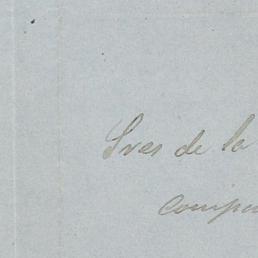 Sres de la
compa